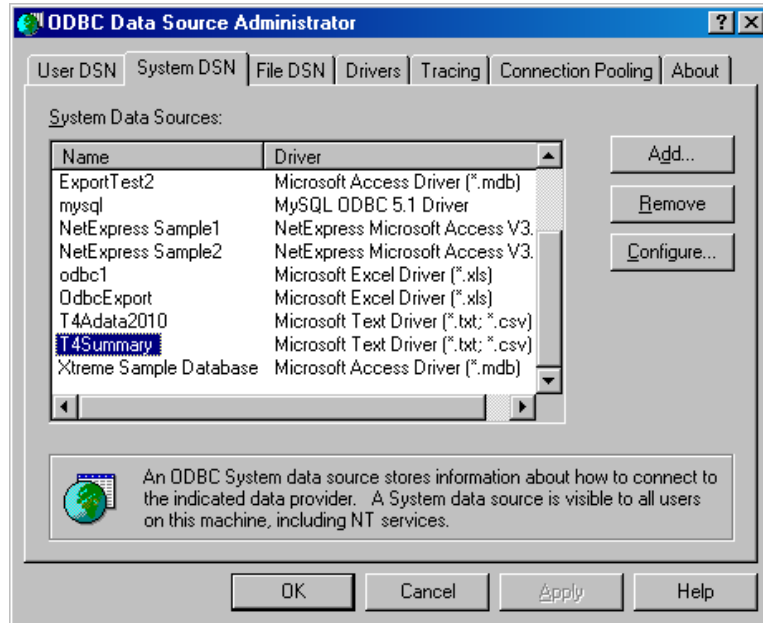 ODBC Data Source Administrator
User DSN System DSN File DSN Drivers Tracing Connection Pooling About
System Data Sources:
Name Driver
ExportTest2 Microsoft Access Driver (*.mdb)
mysql MySQL ODBC 5.1 Driver
NetExpress Sample1 NetExpress Microsoft Access V3.
NetExpress Sample2 NetExpress Microsoft Access V3.
odbc1 Microsoft Excel Driver (*.xls)
OdbcExport Microsoft Excel Driver (*.xls)
T4Adata2010 Microsoft Text Driver (*.txt; *.csv)
T4Summary Microsoft Text Driver (*.txt; *.csv)
Xtreme Sample Database Microsoft Access Driver (*.mdb)
Add...
Remove
Configure...
An ODBC System data source stores information about how to connect to
the indicated data provider. A System data source is visible to all users
on this machine, including NT services.
OK Cancel Apply Help